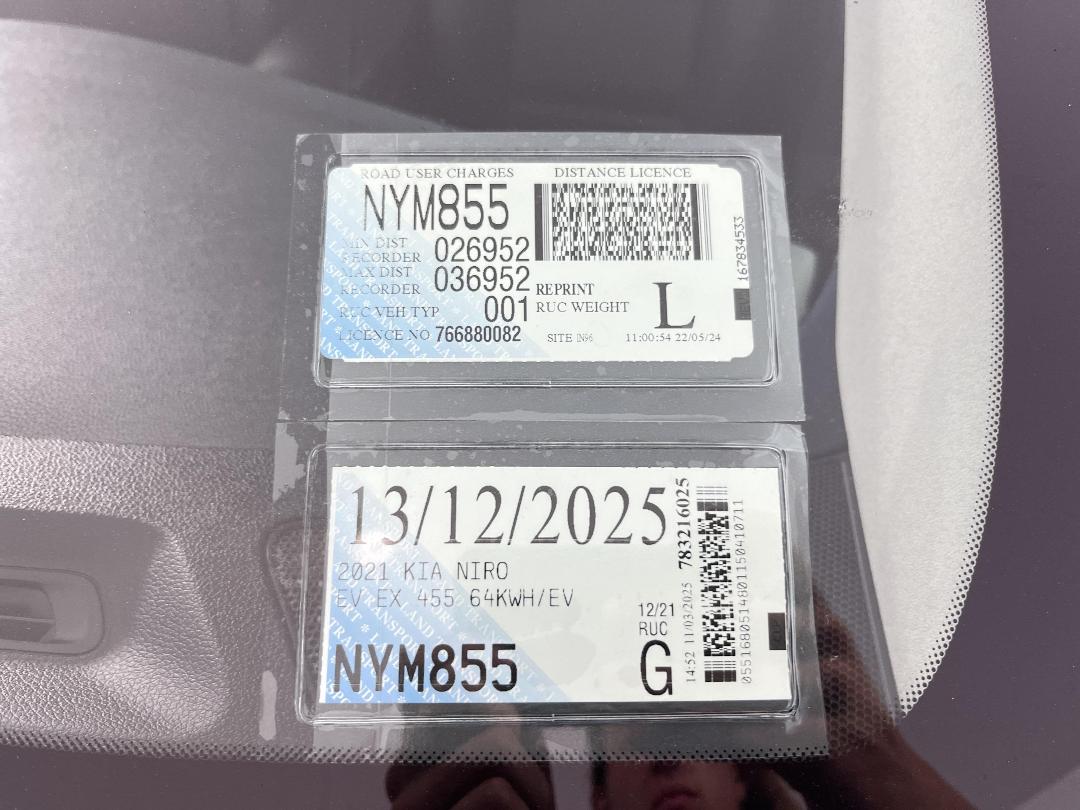 ROAD USER CHARGES DISTANCE LICENCE
NYM855
MIN DIST
RECORDER 026952
MAX DIST
RECORDER 036952
REPRINT
RUC VEH TYP 001
RUC WEIGHT L
LICENCE NO 766880082
SITE IN96 11:00:54 22/05/24
167834533
13/12/2025
2021 KIA NIRO
EV EX 455 64KWH/EV
12/21
RUC
NYM855 G
14:52 11/03/2025 783216025
0551680514801150410711